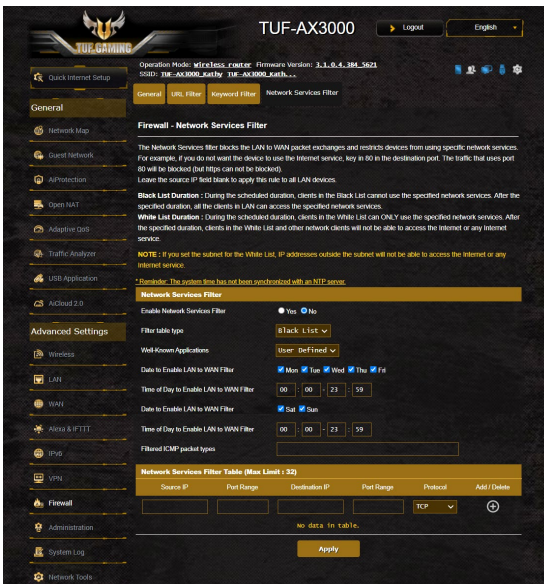 TUF GAMING
TUF-AX3000
Logout
English
Operation Mode: Wireless router Firmware Version: 3.1.0.4.384_5621
SSID: TUF-AX3000_Kathy TUF-AX3000_Kath...
Quick Internet Setup
General
Network Map
Guest Network
AiProtection
Open NAT
Adaptive QoS
Traffic Analyzer
USB Application
AiCloud 2.0
Advanced Settings
Wireless
LAN
WAN
Alexa & IFTTT
IPv6
VPN
Firewall
Administration
System Log
Network Tools
General URL Filter Keyword Filter Network Services Filter
Firewall - Network Services Filter
The Network Services filter blocks the LAN to WAN packet exchanges and restricts devices from using specific network services.
For example, if you do not want the device to use the Internet service, key in 80 in the destination port. The traffic that uses port
80 will be blocked (but https can not be blocked).
Leave the source IP field blank to apply this rule to all LAN devices.
Black List Duration : During the scheduled duration, clients in the Black List cannot use the specified network services. After the
specified duration, all the clients in LAN can access the specified network services.
White List Duration : During the scheduled duration, clients in the White List can ONLY use the specified network services. After
the specified duration, clients in the White List and other network clients will not be able to access the Internet or any Internet
service.
NOTE : If you set the subnet for the White List, IP addresses outside the subnet will not be able to access the Internet or any
Internet service.
* Reminder: The system time has not been synchronized with an NTP server.
Network Services Filter
Enable Network Services Filter Yes No
Filter table type Black List
Well-Known Applications User Defined
Date to Enable LAN to WAN Filter Mon Tue Wed Thu Fri
Time of Day to Enable LAN to WAN Filter 00 : 00 - 23 : 59
Date to Enable LAN to WAN Filter Sat Sun
Time of Day to Enable LAN to WAN Filter 00 : 00 - 23 : 59
Filtered ICMP packet types
Network Services Filter Table (Max Limit : 32)
Source IP Port Range Destination IP Port Range Protocol Add / Delete
TCP
No data in table.
Apply